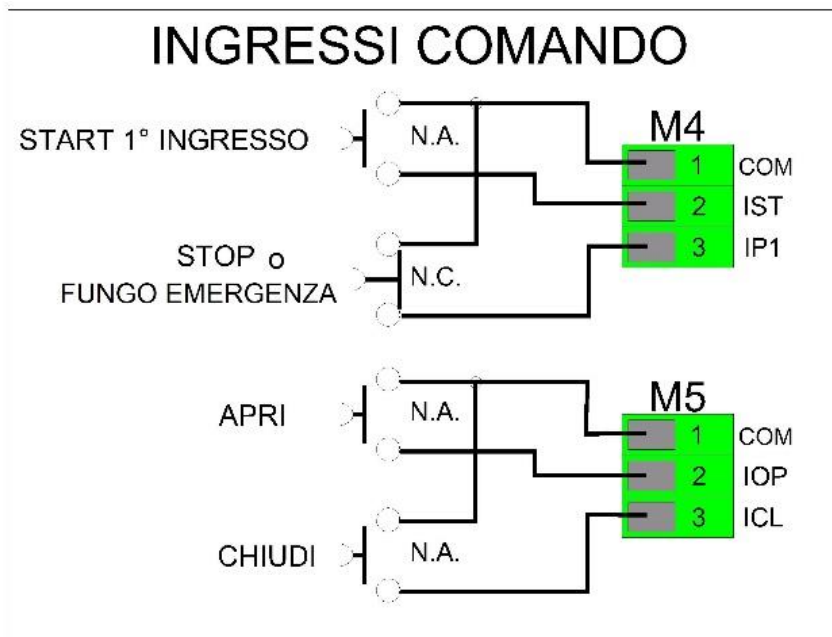 INGRESSI COMANDO
START 1° INGRESSO
N.A.
M4
1 COM
2 IST
3 IP1
STOP o
FUNGO EMERGENZA
N.C.
APRI
N.A.
M5
1 COM
2 IOP
3 ICL
CHIUDI
N.A.